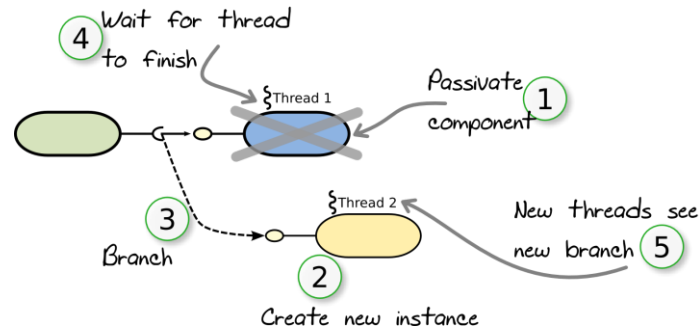 4 Wait for thread
to finish
Thread 1
Passivate 1
component
3
Branch
Thread 2
New threads see
new branch 5
2
Create new instance